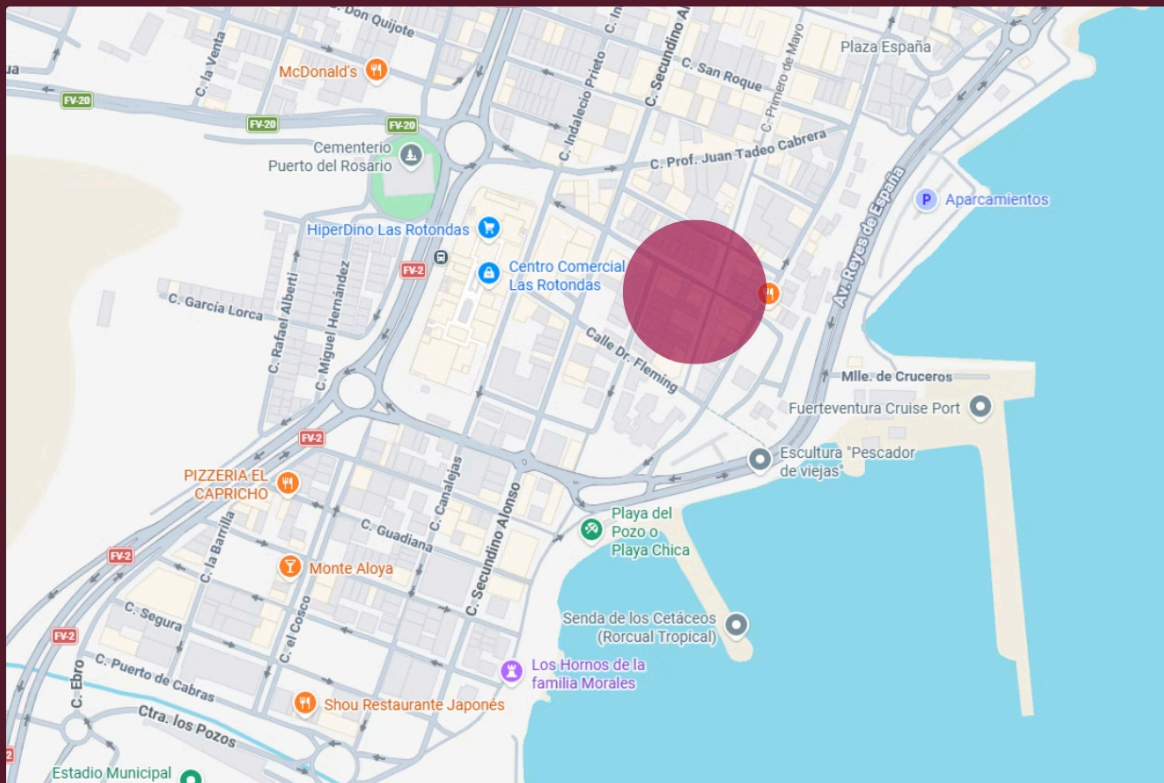 C. Don Quijote
C. la Venta
McDonald's
C. Secundino Al
C. San Roque
Plaza España
C. Primero de Mayo
FV-20
FV-20
FV-20
C. Indalecio Prieto
Cementerio
Puerto del Rosario
C. Prof. Juan Tadeo Cabrera
Av. Reyes de España
P
Aparcamientos
HiperDino Las Rotondas
FV-2
Centro Comercial
Las Rotondas
C. García Lorca
C. Rafael Alberti
C. Miguel Hernández
Calle Dr. Fleming
Mlle. de Cruceros
Fuerteventura Cruise Port
FV-2
Escultura "Pescador
de viejas"
PIZZERIA EL
CAPRICHO
C. Canalejas
C. Secundino Alonso
Playa del
Pozo o
Playa Chica
C. Guadiana
C. la Barrilla
FV-2
Monte Aloya
C. Segura
C. el Cosco
Senda de los Cetáceos
(Rorcual Tropical)
FV-2
C. Puerto de Cabras
C. Ebro
Los Hornos de la
familia Morales
Shou Restaurante Japonés
Ctra. los Pozos
2
Estadio Municipal